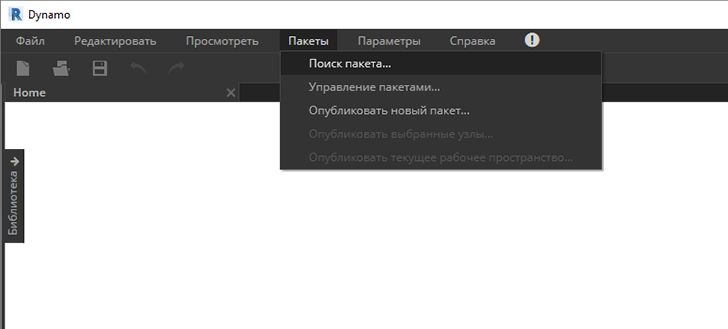 Dynamo
Файл Редактировать Просмотреть Пакеты Параметры Справка
Поиск пакета...
Управление пакетами...
Home
Опубликовать новый пакет...
Опубликовать выбранные узлы...
Опубликовать текущее рабочее пространство...
Библиотека